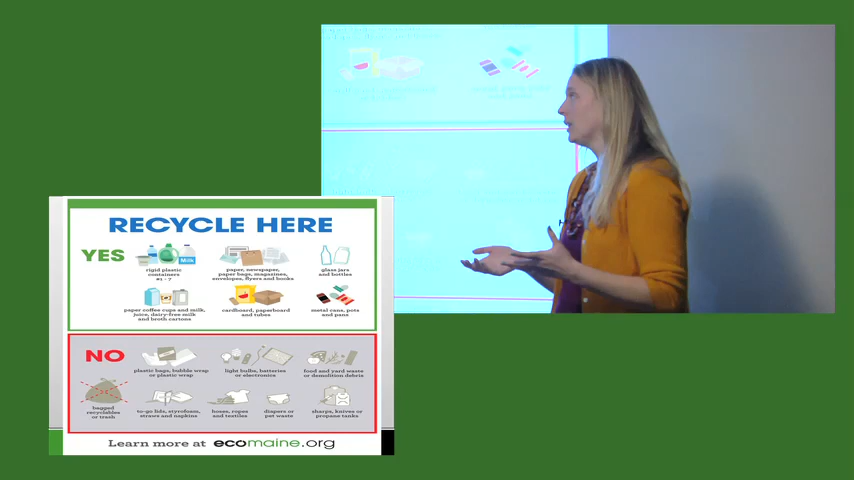 RECYCLE HERE
YES
Milk
rigid plastic
containers
#1 - 7
paper, newspaper,
paper bags, magazines,
envelopes, flyers and books
glass jars
and bottles
paper coffee cups and milk,
juice, dairy-free milk
and broth cartons
cardboard, paperboard
and tubes
metal cans, pots
and pans
NO
plastic bags, bubble wrap
or plastic wrap
light bulbs, batteries
or electronics
food and yard waste
or demolition debris
bagged
recyclables
or trash
to-go lids, styrofoam,
straws and napkins
hoses, ropes
and textiles
diapers or
pet waste
sharps, knives or
propane tanks
Learn more at ecomaine.org